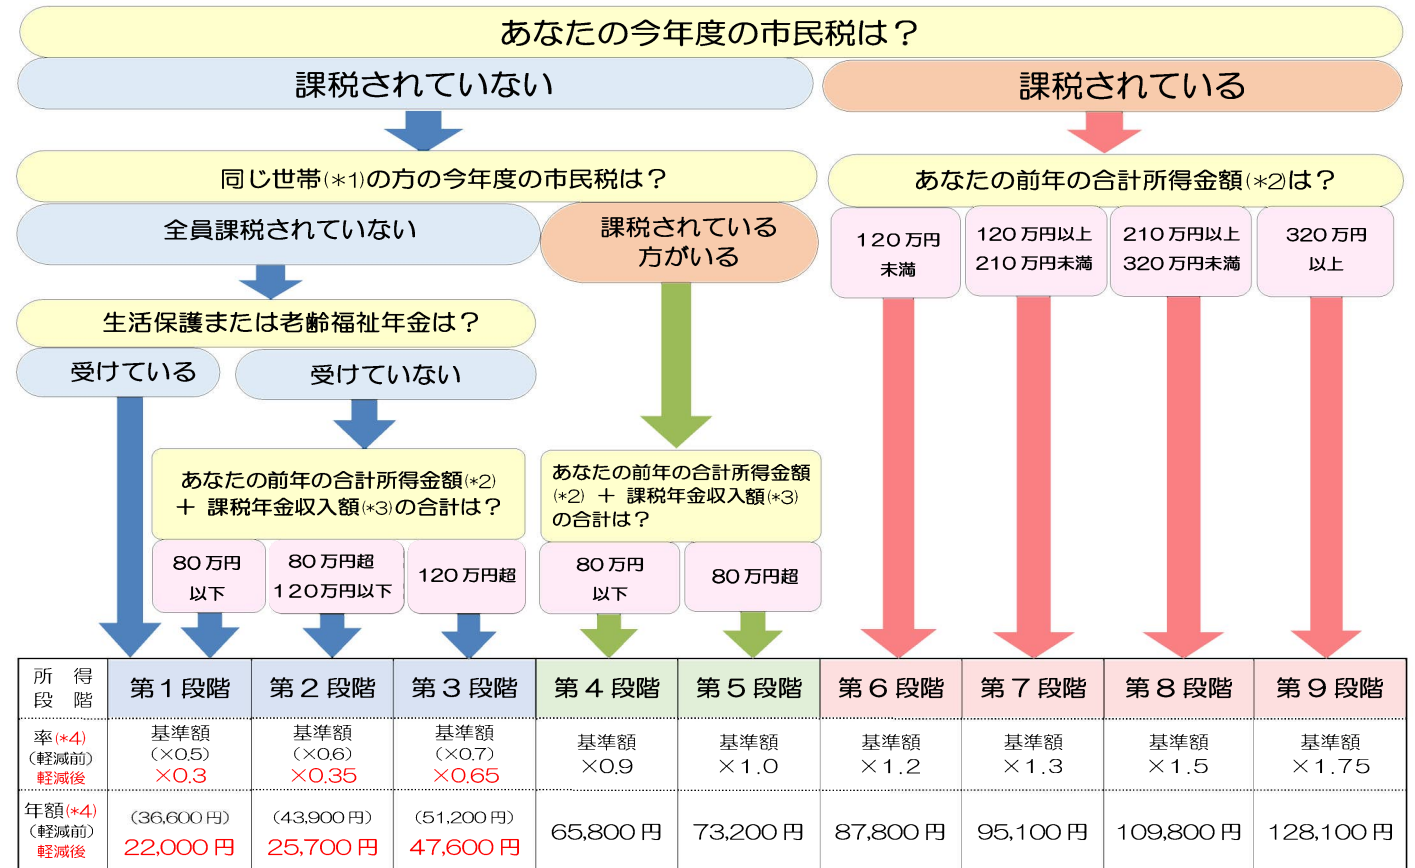 あなたの今年度の市民税は？
課税されていない
課税されている
同じ世帯(*1)の方の今年度の市民税は？
あなたの前年の合計所得金額(*2)は？
全員課税されていない
課税されている
方がいる
120万円
未満
120万円以上
210万円未満
210万円以上
320万円未満
320万円
以上
生活保護または老齢福祉年金は？
受けている
受けていない
あなたの前年の合計所得金額(*2)
＋ 課税年金収入額(*3)の合計は？
あなたの前年の合計所得金額
(*2) ＋ 課税年金収入額(*3)
の合計は？
80万円
以下
80万円超
120万円以下
120万円超
80万円
以下
80万円超
所 得
段 階
第1段階
第2段階
第3段階
第4段階
第5段階
第6段階
第7段階
第8段階
第9段階
率(*4)
(軽減前)
軽減後
基準額
(×0.5)
×0.3
基準額
(×0.6)
×0.35
基準額
(×0.7)
×0.65
基準額
×0.9
基準額
×1.0
基準額
×1.2
基準額
×1.3
基準額
×1.5
基準額
×1.75
年額(*4)
(軽減前)
軽減後
(36,600円)
22,000円
(43,900円)
25,700円
(51,200円)
47,600円
65,800円
73,200円
87,800円
95,100円
109,800円
128,100円